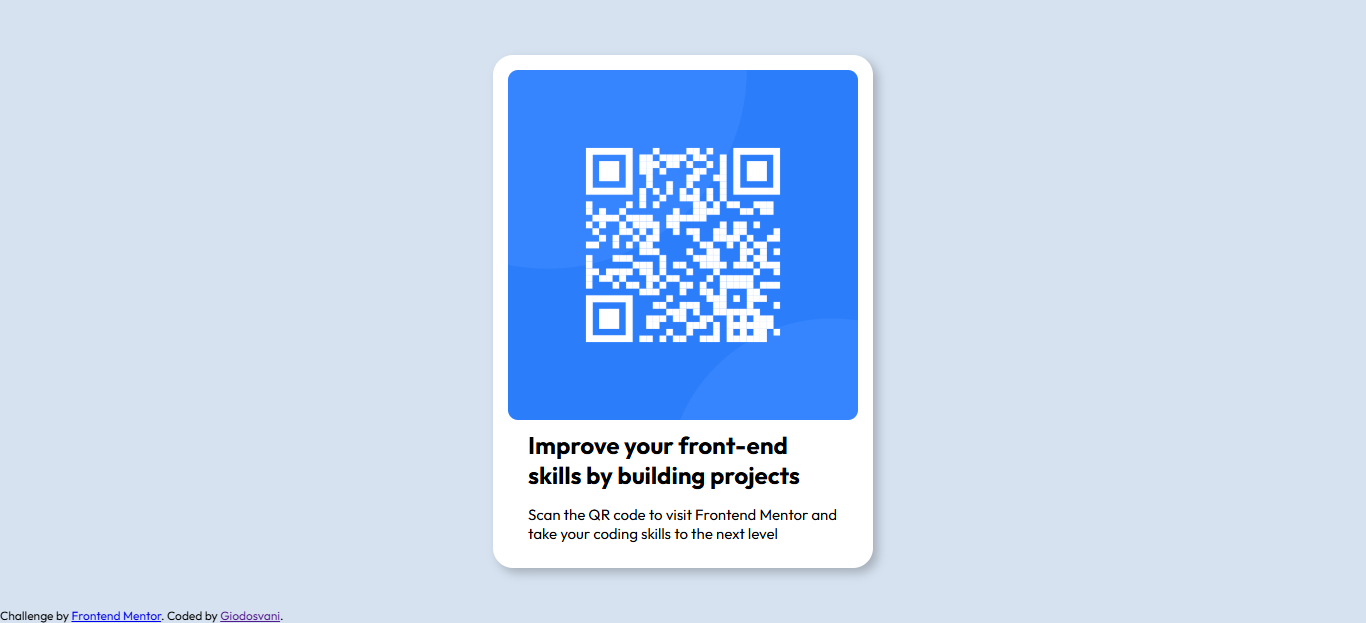 Improve your front-end
skills by building projects
Scan the QR code to visit Frontend Mentor and
take your coding skills to the next level
Challenge by Frontend Mentor. Coded by Giodosvani.